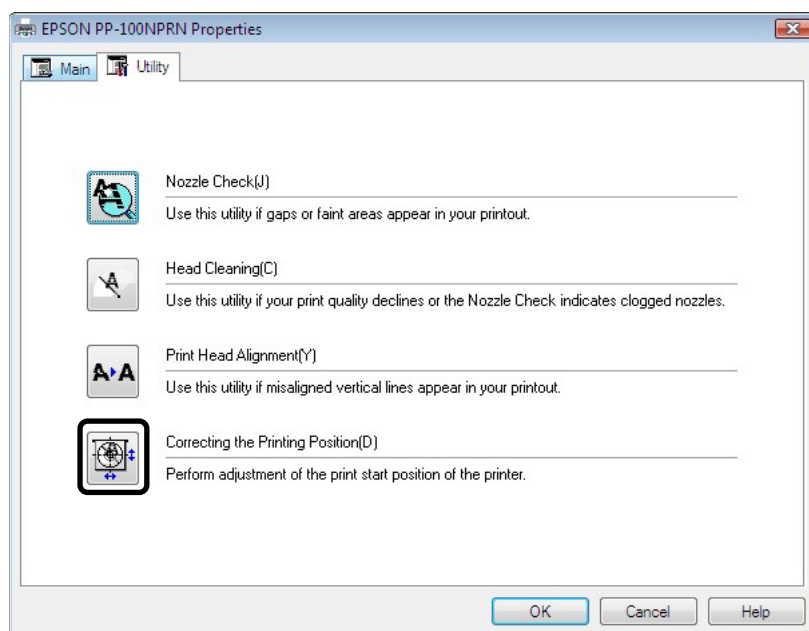 EPSON PP-100NPRN Properties
Main Utility
Nozzle Check(J)
Use this utility if gaps or faint areas appear in your printout.
Head Cleaning(C)
Use this utility if your print quality declines or the Nozzle Check indicates clogged nozzles.
Print Head Alignment(Y)
Use this utility if misaligned vertical lines appear in your printout.
Correcting the Printing Position(D)
Perform adjustment of the print start position of the printer.
OK Cancel Help